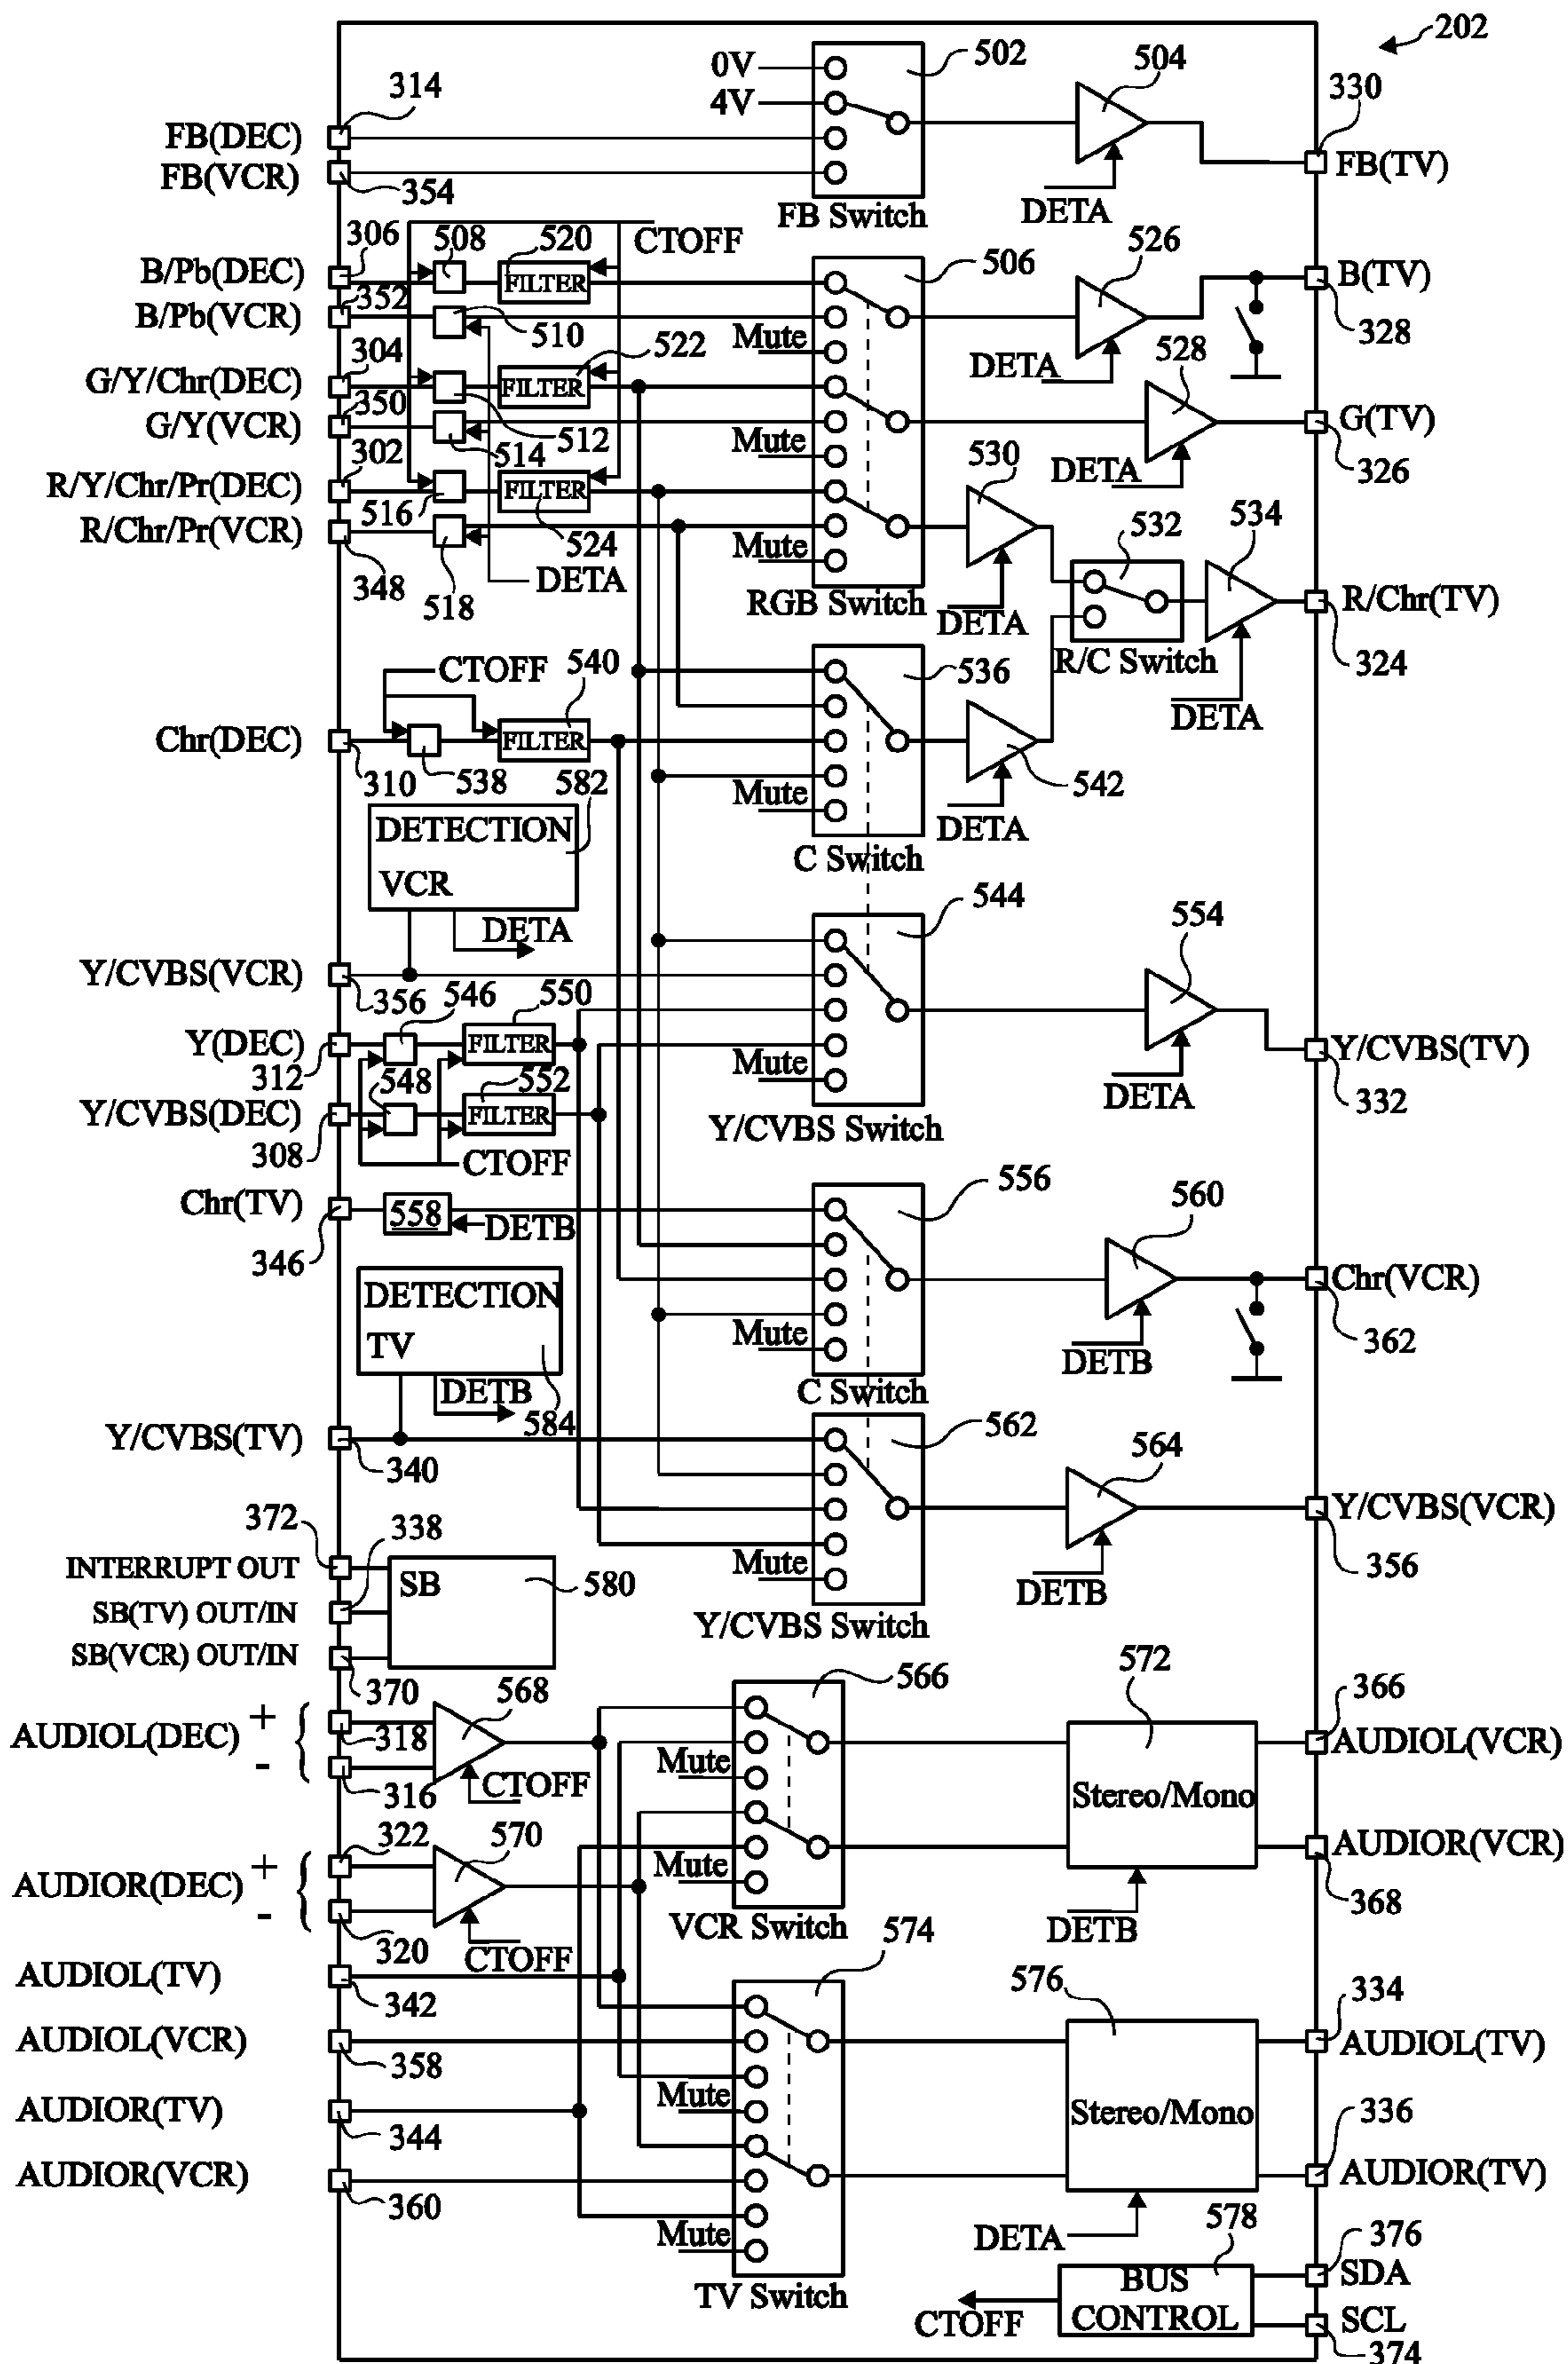 202
0V
502
504
314
4V
330
FB(DEC)
FB(VCR)
354
FB(TV)
FB Switch
DETA
306
508
520
CTOFF
526
506
B/Pb(DEC)
FILTER
B(TV)
352
B/Pb(VCR)
510
Mute
DETA
528
328
304
522
G/Y/Chr(DEC)
FILTER
350
G/Y(VCR)
512
514
Mute
G(TV)
302
530
DETA
326
R/Y/Chr/Pr(DEC)
FILTER
516
R/Chr/Pr(VCR)
524
Mute
532
534
348
518
DETA
RGB Switch
DETA
R/Chr(TV)
CTOFF
540
536
R/C Switch
324
DETA
Chr(DEC)
FILTER
310
538
582
Mute
542
DETA
DETECTION
VCR
C Switch
544
554
DETA
Y/CVBS(VCR)
356
546
550
Y(DEC)
FILTER
312
548
552
Mute
Y/CVBS(TV)
DETA
332
Y/CVBS(DEC)
FILTER
Y/CVBS Switch
308
CTOFF
556
560
Chr(TV)
558
DETB
346
Chr(VCR)
DETECTION
TV
Mute
362
DETB
DETB
C Switch
584
562
564
Y/CVBS(TV)
340
Y/CVBS(VCR)
372
338
INTERRUPT OUT
SB
580
Mute
356
DETB
SB(TV) OUT/IN
Y/CVBS Switch
SB(VCR) OUT/IN
370
568
566
572
366
AUDIOL(DEC)
+
318
-
316
CTOFF
Mute
AUDIOL(VCR)
Stereo/Mono
322
570
AUDIOR(VCR)
AUDIOR(DEC)
+
-
Mute
368
VCR Switch
DETB
320
CTOFF
574
AUDIOL(TV)
342
576
334
AUDIOL(VCR)
358
AUDIOL(TV)
Mute
AUDIOR(TV)
344
Stereo/Mono
336
AUDIOR(VCR)
360
AUDIOR(TV)
Mute
DETA
578
376
TV Switch
BUS
CONTROL
SDA
CTOFF
SCL
374